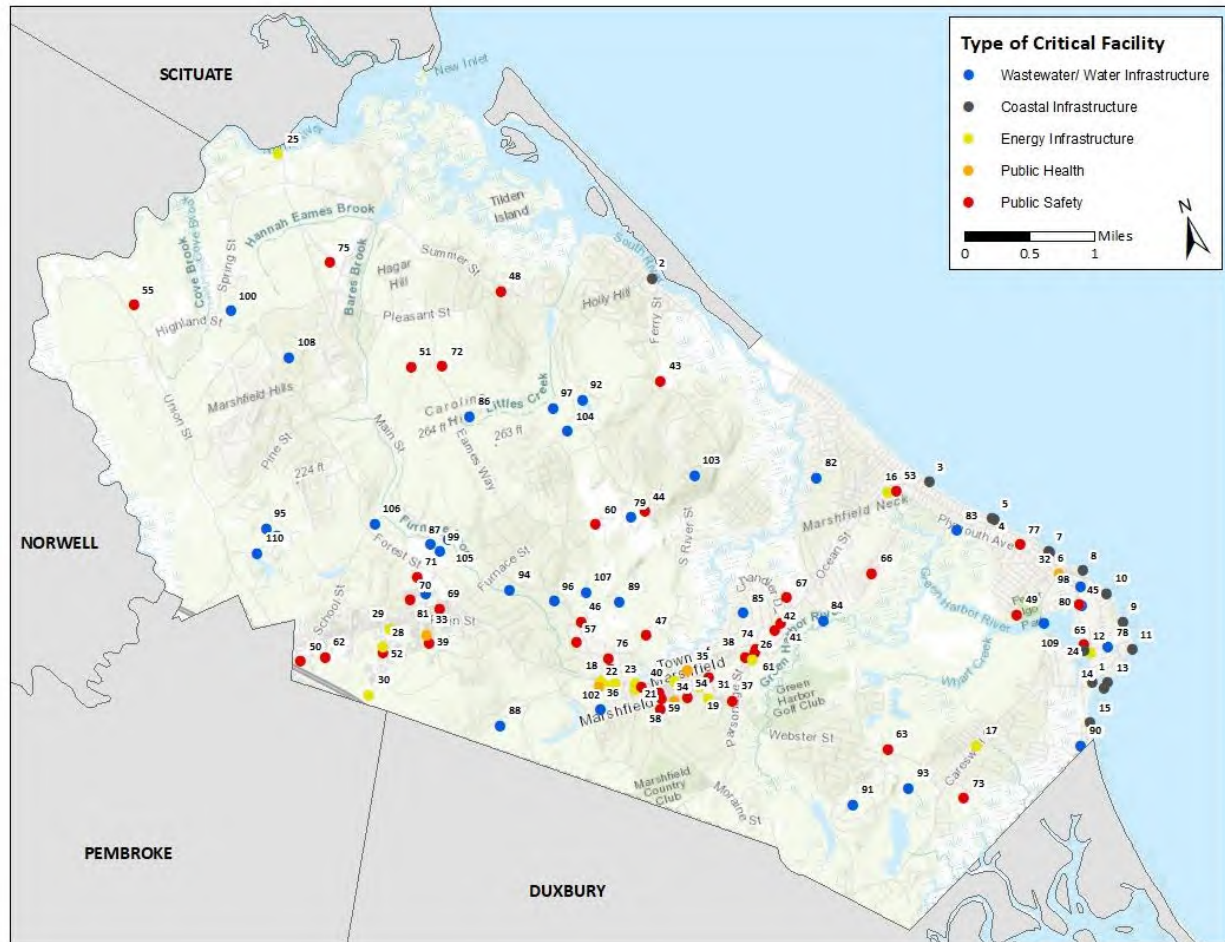 SCITUATE
New Inlet
Type of Critical Facility
Wastewater/ Water Infrastructure
Coastal Infrastructure
Energy Infrastructure
Public Health
Public Safety
N
Miles
0 0.5 1
25
Tilden
Island
Hannah Eames Brook
Cove Brook
Spring St
75
Bares Brook
Hagar
Hill
Summer St
48
South
2
Holly Hill
Ferry St
55
100
Highland St
Pleasant St
108
51
72
43
Marshfield Hills
Union St
Main St
86
264 ft
263 ft
Littles Creek
97
92
104
Eames Way
Pine St
224 ft
103
82
16
53
3
Marshfield Neck
5
4
95
110
NORWELL
106
87
99
105
Forest St
Furnace St
60
79
44
S River St
Ocean St
83
Plymouth Ave
77
7
32
6
8
71
70
94
96
107
89
66
67
98
45
10
School St
69
46
85
84
Green Harbor River
49
80
9
29
28
52
81
33
39
57
47
42
41
109
65
12
78
11
50
62
76
38
74
26
61
24
1
13
30
18
22
23
40
35
Town
Marshfield
34
54
31
37
14
102
36
21
58
59
19
Parsonage St
Green
Harbor
Golf Club
Wharf Creek
15
88
Marshfield
Webster St
63
17
90
Careswell
Marshfield
Country
Club
Moraine St
91
93
73
PEMBROKE
DUXBURY